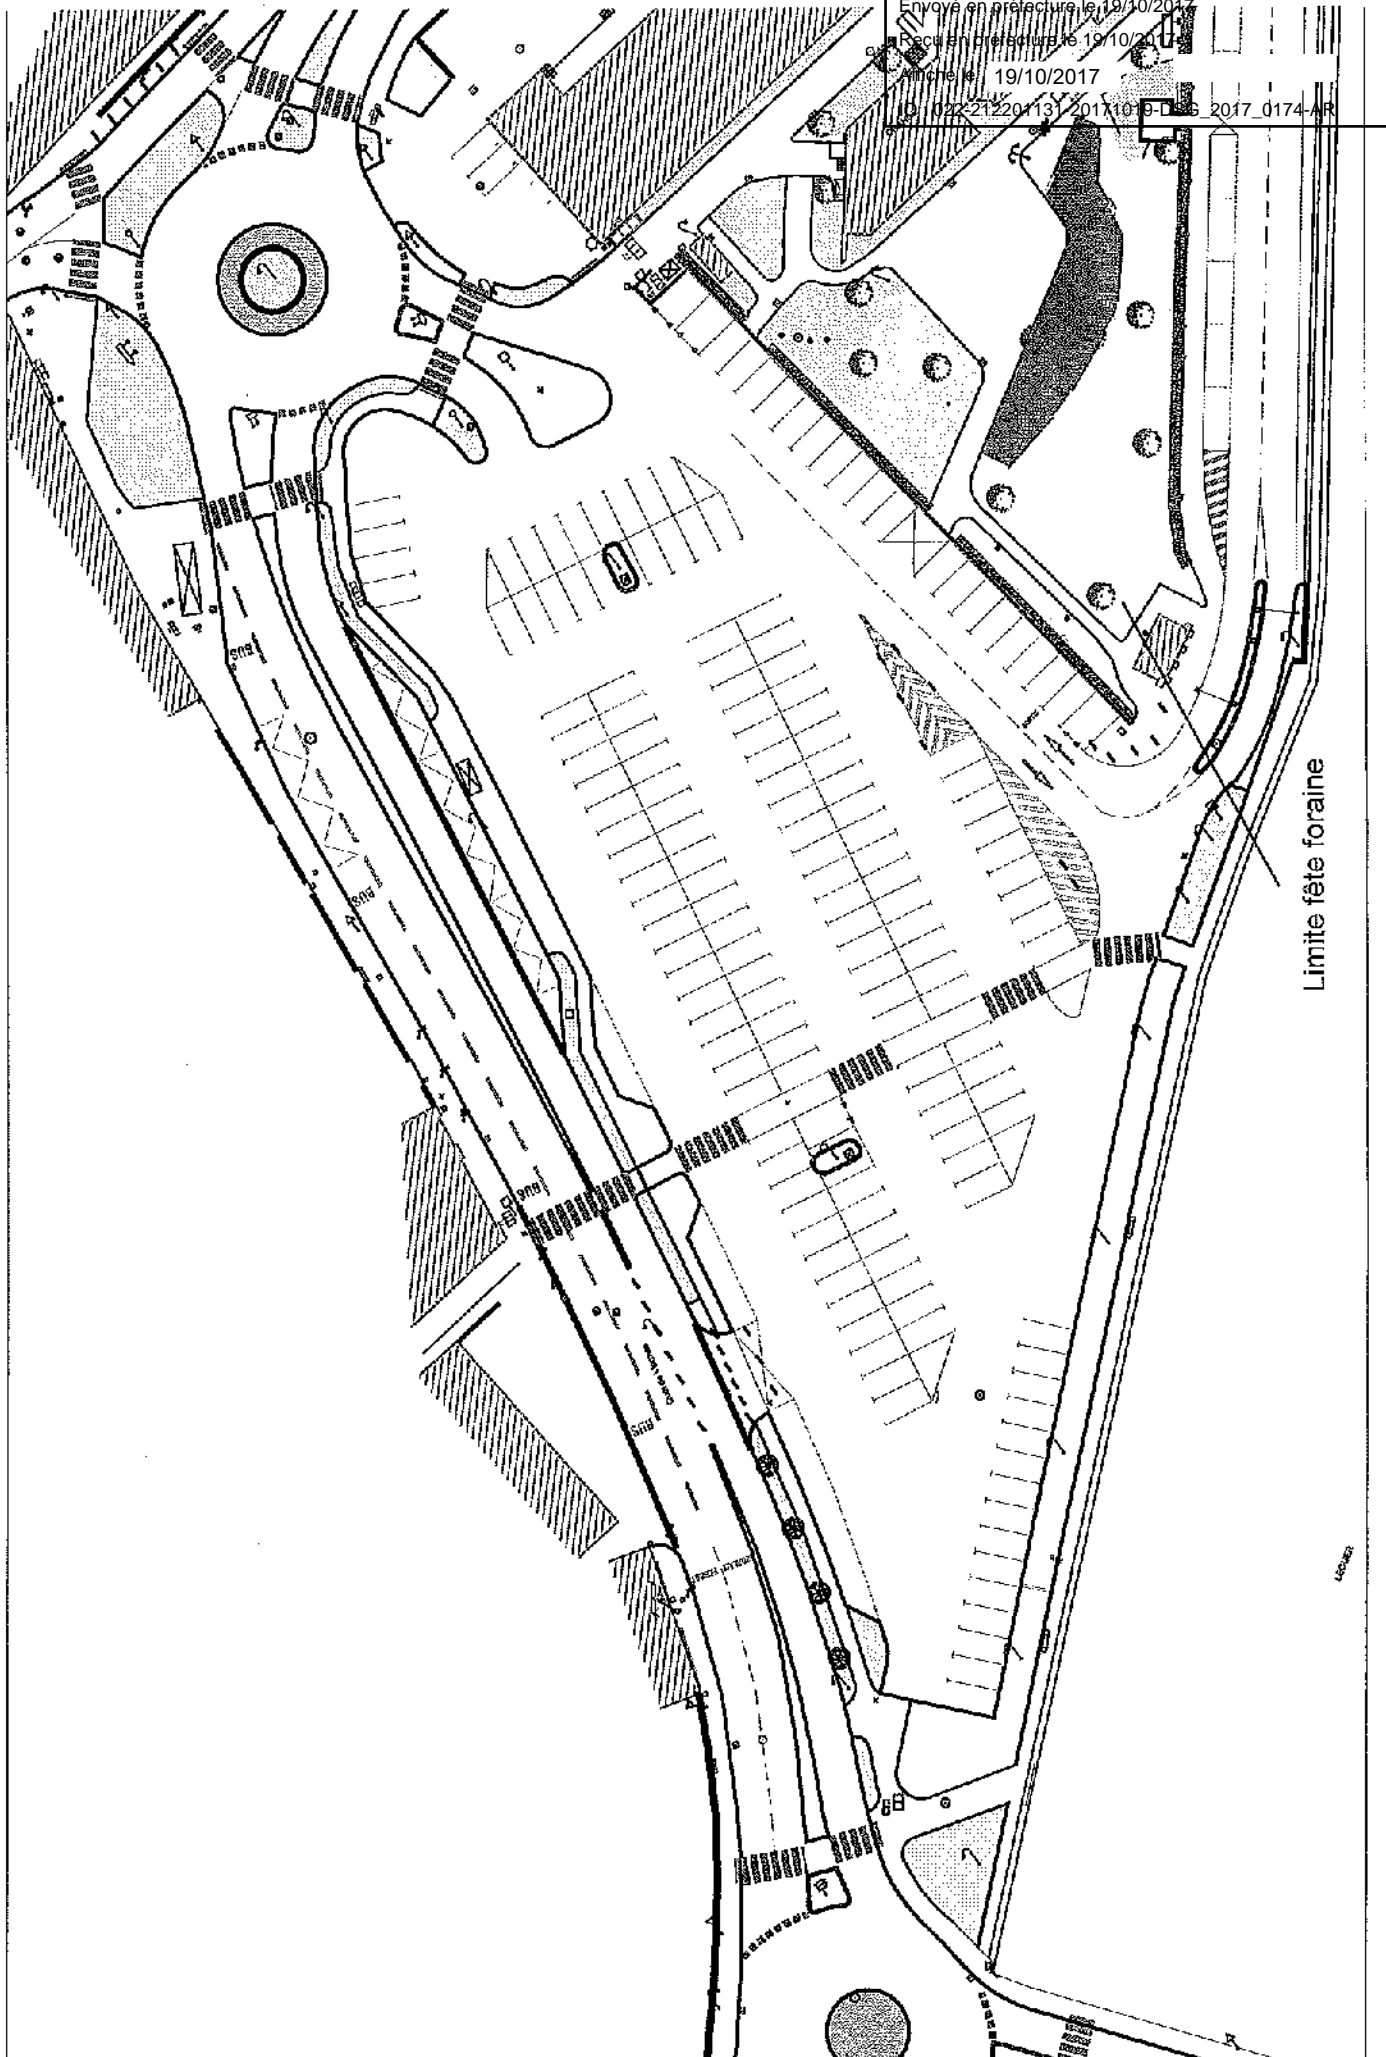 Envoyé en préfecture le 19/10/2017
Reçu en préfecture le 19/10/2017
Affiché le 19/10/2017
ID : 022-212201131-20171019-DSG_2017_0174-AR
BUS
BUS
Limite fête foraine
BUS
BUS